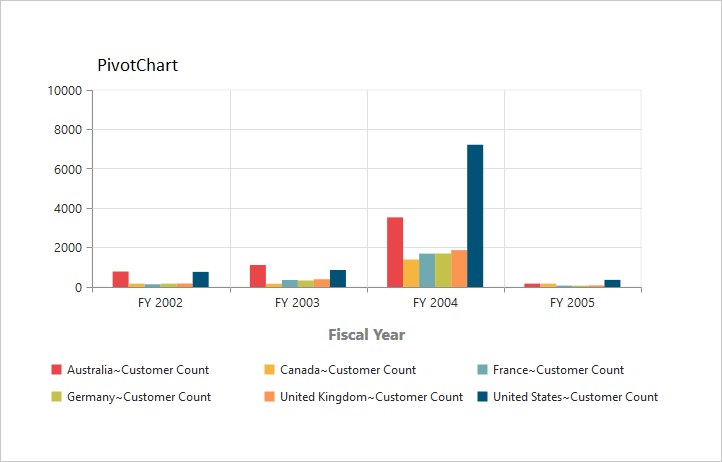 PivotChart
10000
8000
6000
4000
2000
0
FY 2002 FY 2003 FY 2004 FY 2005
Fiscal Year
Australia~Customer Count Canada~Customer Count France~Customer Count
Germany~Customer Count United Kingdom~Customer Count United States~Customer Count